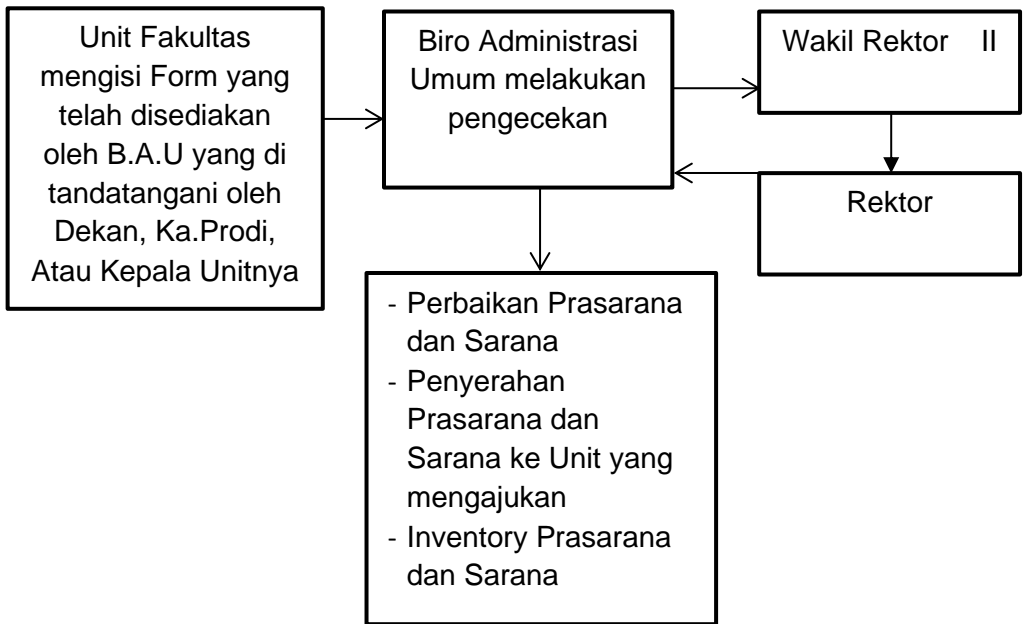 Unit Fakultas
mengisi Form yang
telah disediakan
oleh B.A.U yang di
tandatangani oleh
Dekan, Ka.Prodi,
Atau Kepala Unitnya
Biro Administrasi
Umum melakukan
pengecekan
Wakil Rektor II
Rektor
- Perbaikan Prasarana
dan Sarana
- Penyerahan
Prasarana dan
Sarana ke Unit yang
mengajukan
- Inventory Prasarana
dan Sarana